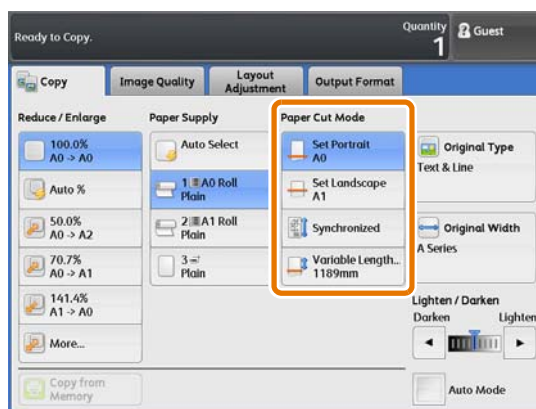 Ready to Copy.
Quantity
1
Guest
Copy
Image Quality
Layout
Adjustment
Output Format
Reduce / Enlarge
100.0%
A0 -> A0
Auto %
50.0%
A0 -> A2
70.7%
A0 -> A1
141.4%
A1 -> A0
More...
Copy from
Memory
Paper Supply
Auto Select
1 A0 Roll
Plain
2 A1 Roll
Plain
3
Plain
Paper Cut Mode
Set Portrait
A0
Set Landscape
A1
Synchronized
Variable Length...
1189mm
Original Type
Text & Line
Original Width
A Series
Lighten / Darken
Darken Lighten
Auto Mode